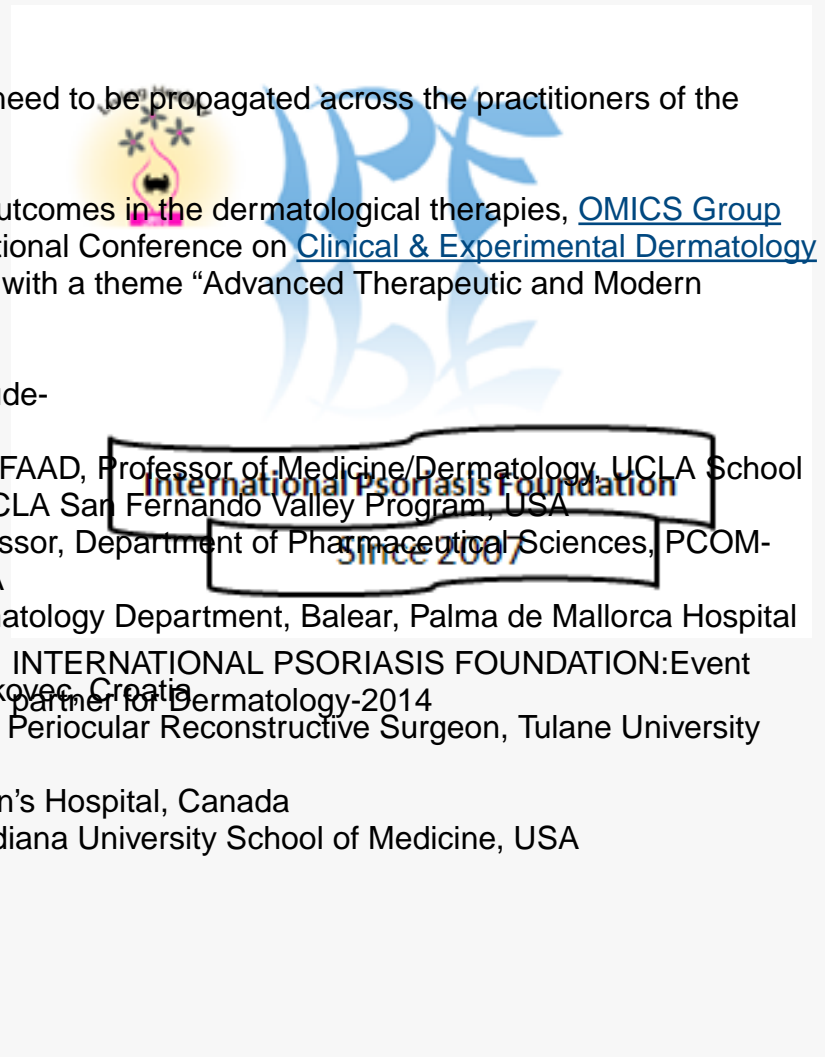 need to be propagated across the practitioners of the
utcomes in the dermatological therapies, OMICS Group
tional Conference on Clinical & Experimental Dermatology
with a theme “Advanced Therapeutic and Modern
IPF
de-
FAAD, Professor of Medicine/Dermatology, UCLA School
International Psoriasis Foundation
CLA San Fernando Valley Program, USA
ssor, Department of Pharmaceutical Sciences, PCOM-
Since 2007
A
atology Department, Balear, Palma de Mallorca Hospital
INTERNATIONAL PSORIASIS FOUNDATION:Event
kovec, Croatia
partner for Dermatology-2014
Periocular Reconstructive Surgeon, Tulane University
n’s Hospital, Canada
diana University School of Medicine, USA